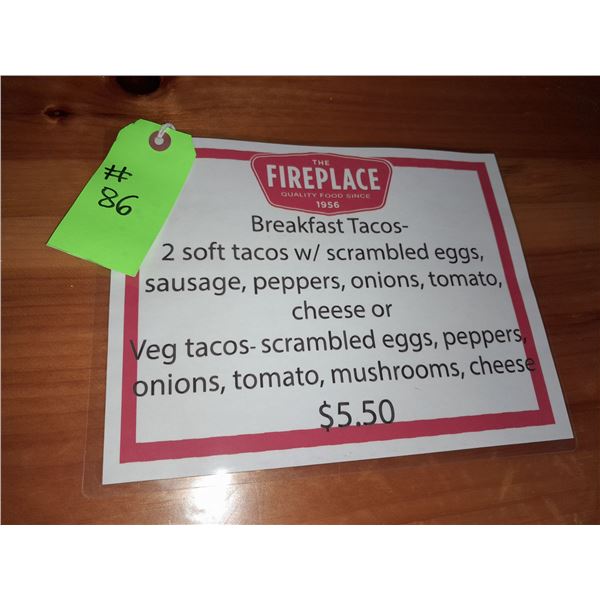 #
86
THE
FIREPLACE
QUALITY FOOD SINCE
1956
Breakfast Tacos-
2 soft tacos w/ scrambled eggs,
sausage, peppers, onions, tomato,
cheese or
Veg tacos- scrambled eggs, peppers,
onions, tomato, mushrooms, cheese
$5.50